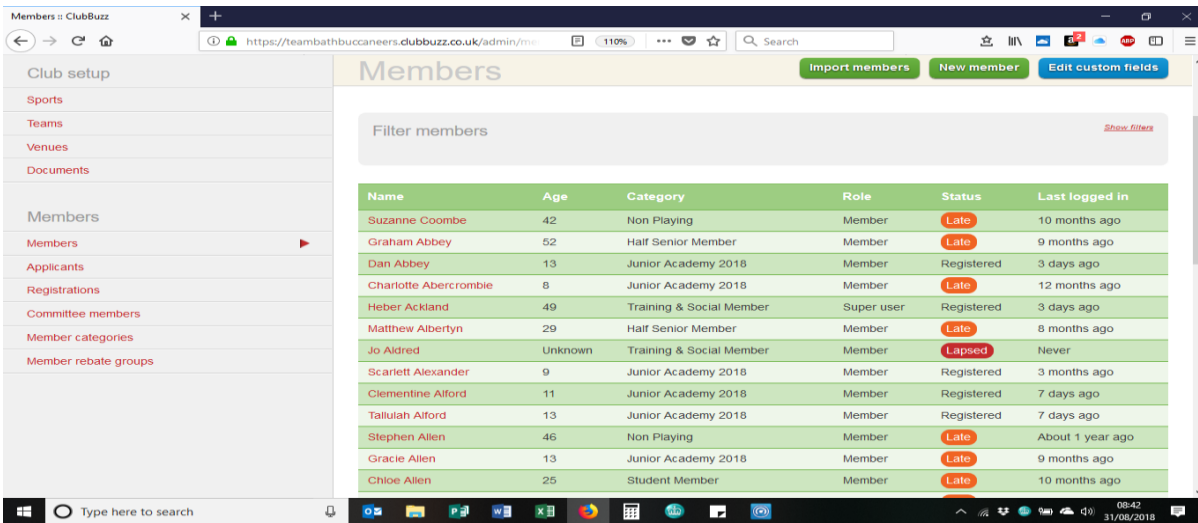 Members :: ClubBuzz
https://teambathbuccaneers.clubbuzz.co.uk/admin/me
110%
Search
2
ABP
Club setup
Sports
Teams
Venues
Documents
Members
Members
Applicants
Registrations
Committee members
Member categories
Member rebate groups
Members
Import members New member Edit custom fields
Filter members
Show filters
Name Age Category Role Status Last logged in
Suzanne Coombe 42 Non Playing Member Late 10 months ago
Graham Abbey 52 Half Senior Member Member Late 9 months ago
Dan Abbey 13 Junior Academy 2018 Member Registered 3 days ago
Charlotte Abercrombie 8 Junior Academy 2018 Member Late 12 months ago
Heber Ackland 49 Training & Social Member Super user Registered 3 days ago
Matthew Albertyn 29 Half Senior Member Member Late 8 months ago
Jo Aldred Unknown Training & Social Member Member Lapsed Never
Scarlett Alexander 9 Junior Academy 2018 Member Registered 3 months ago
Clementine Alford 11 Junior Academy 2018 Member Registered 7 days ago
Tallulah Alford 13 Junior Academy 2018 Member Registered 7 days ago
Stephen Allen 46 Non Playing Member Late About 1 year ago
Gracie Allen 13 Junior Academy 2018 Member Late 9 months ago
Chloe Allen 25 Student Member Member Late 10 months ago
Type here to search
08:42
31/08/2018